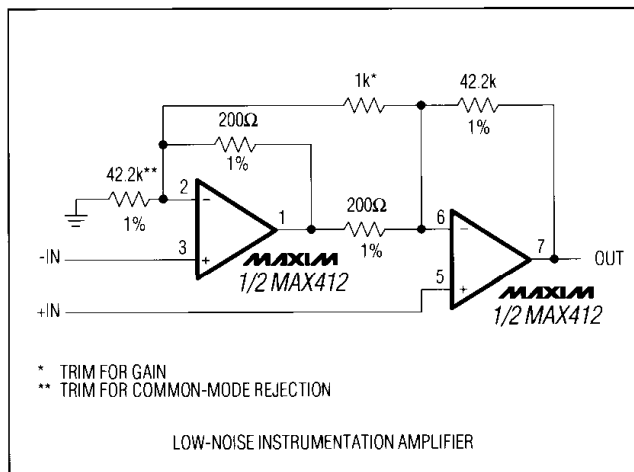 1k*
42.2k
1%
200Ω
1%
42.2k**
1%
2
-
1
3
+
200Ω
1%
6
-
7
5
+
-IN
+IN
OUT
MAXIM
1/2 MAX412
MAXIM
1/2 MAX412
* TRIM FOR GAIN
** TRIM FOR COMMON-MODE REJECTION
LOW-NOISE INSTRUMENTATION AMPLIFIER